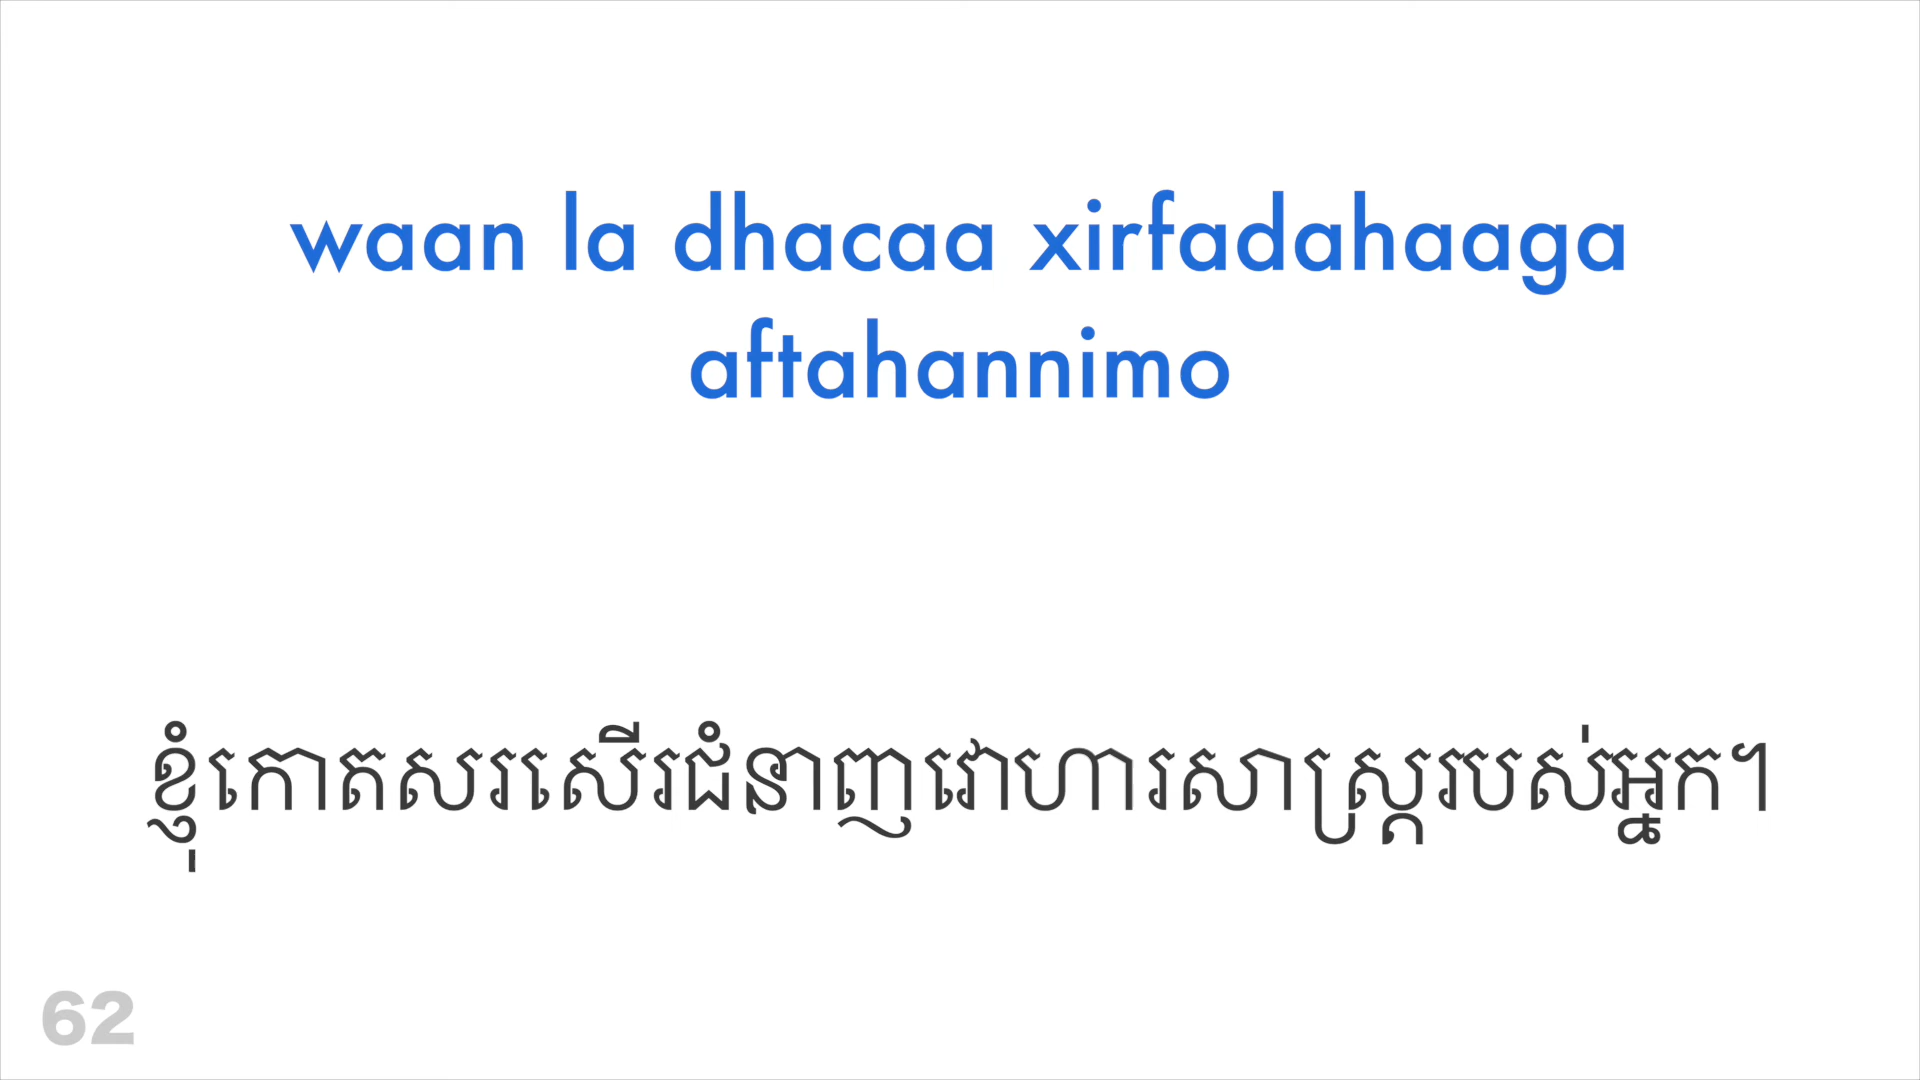 waan la dhacaa xirfadahaaga
aftahannimo
ខ្ញុំកោតសរសើរជំនាញវោហារសាស្ត្ររបស់អ្នក។
62